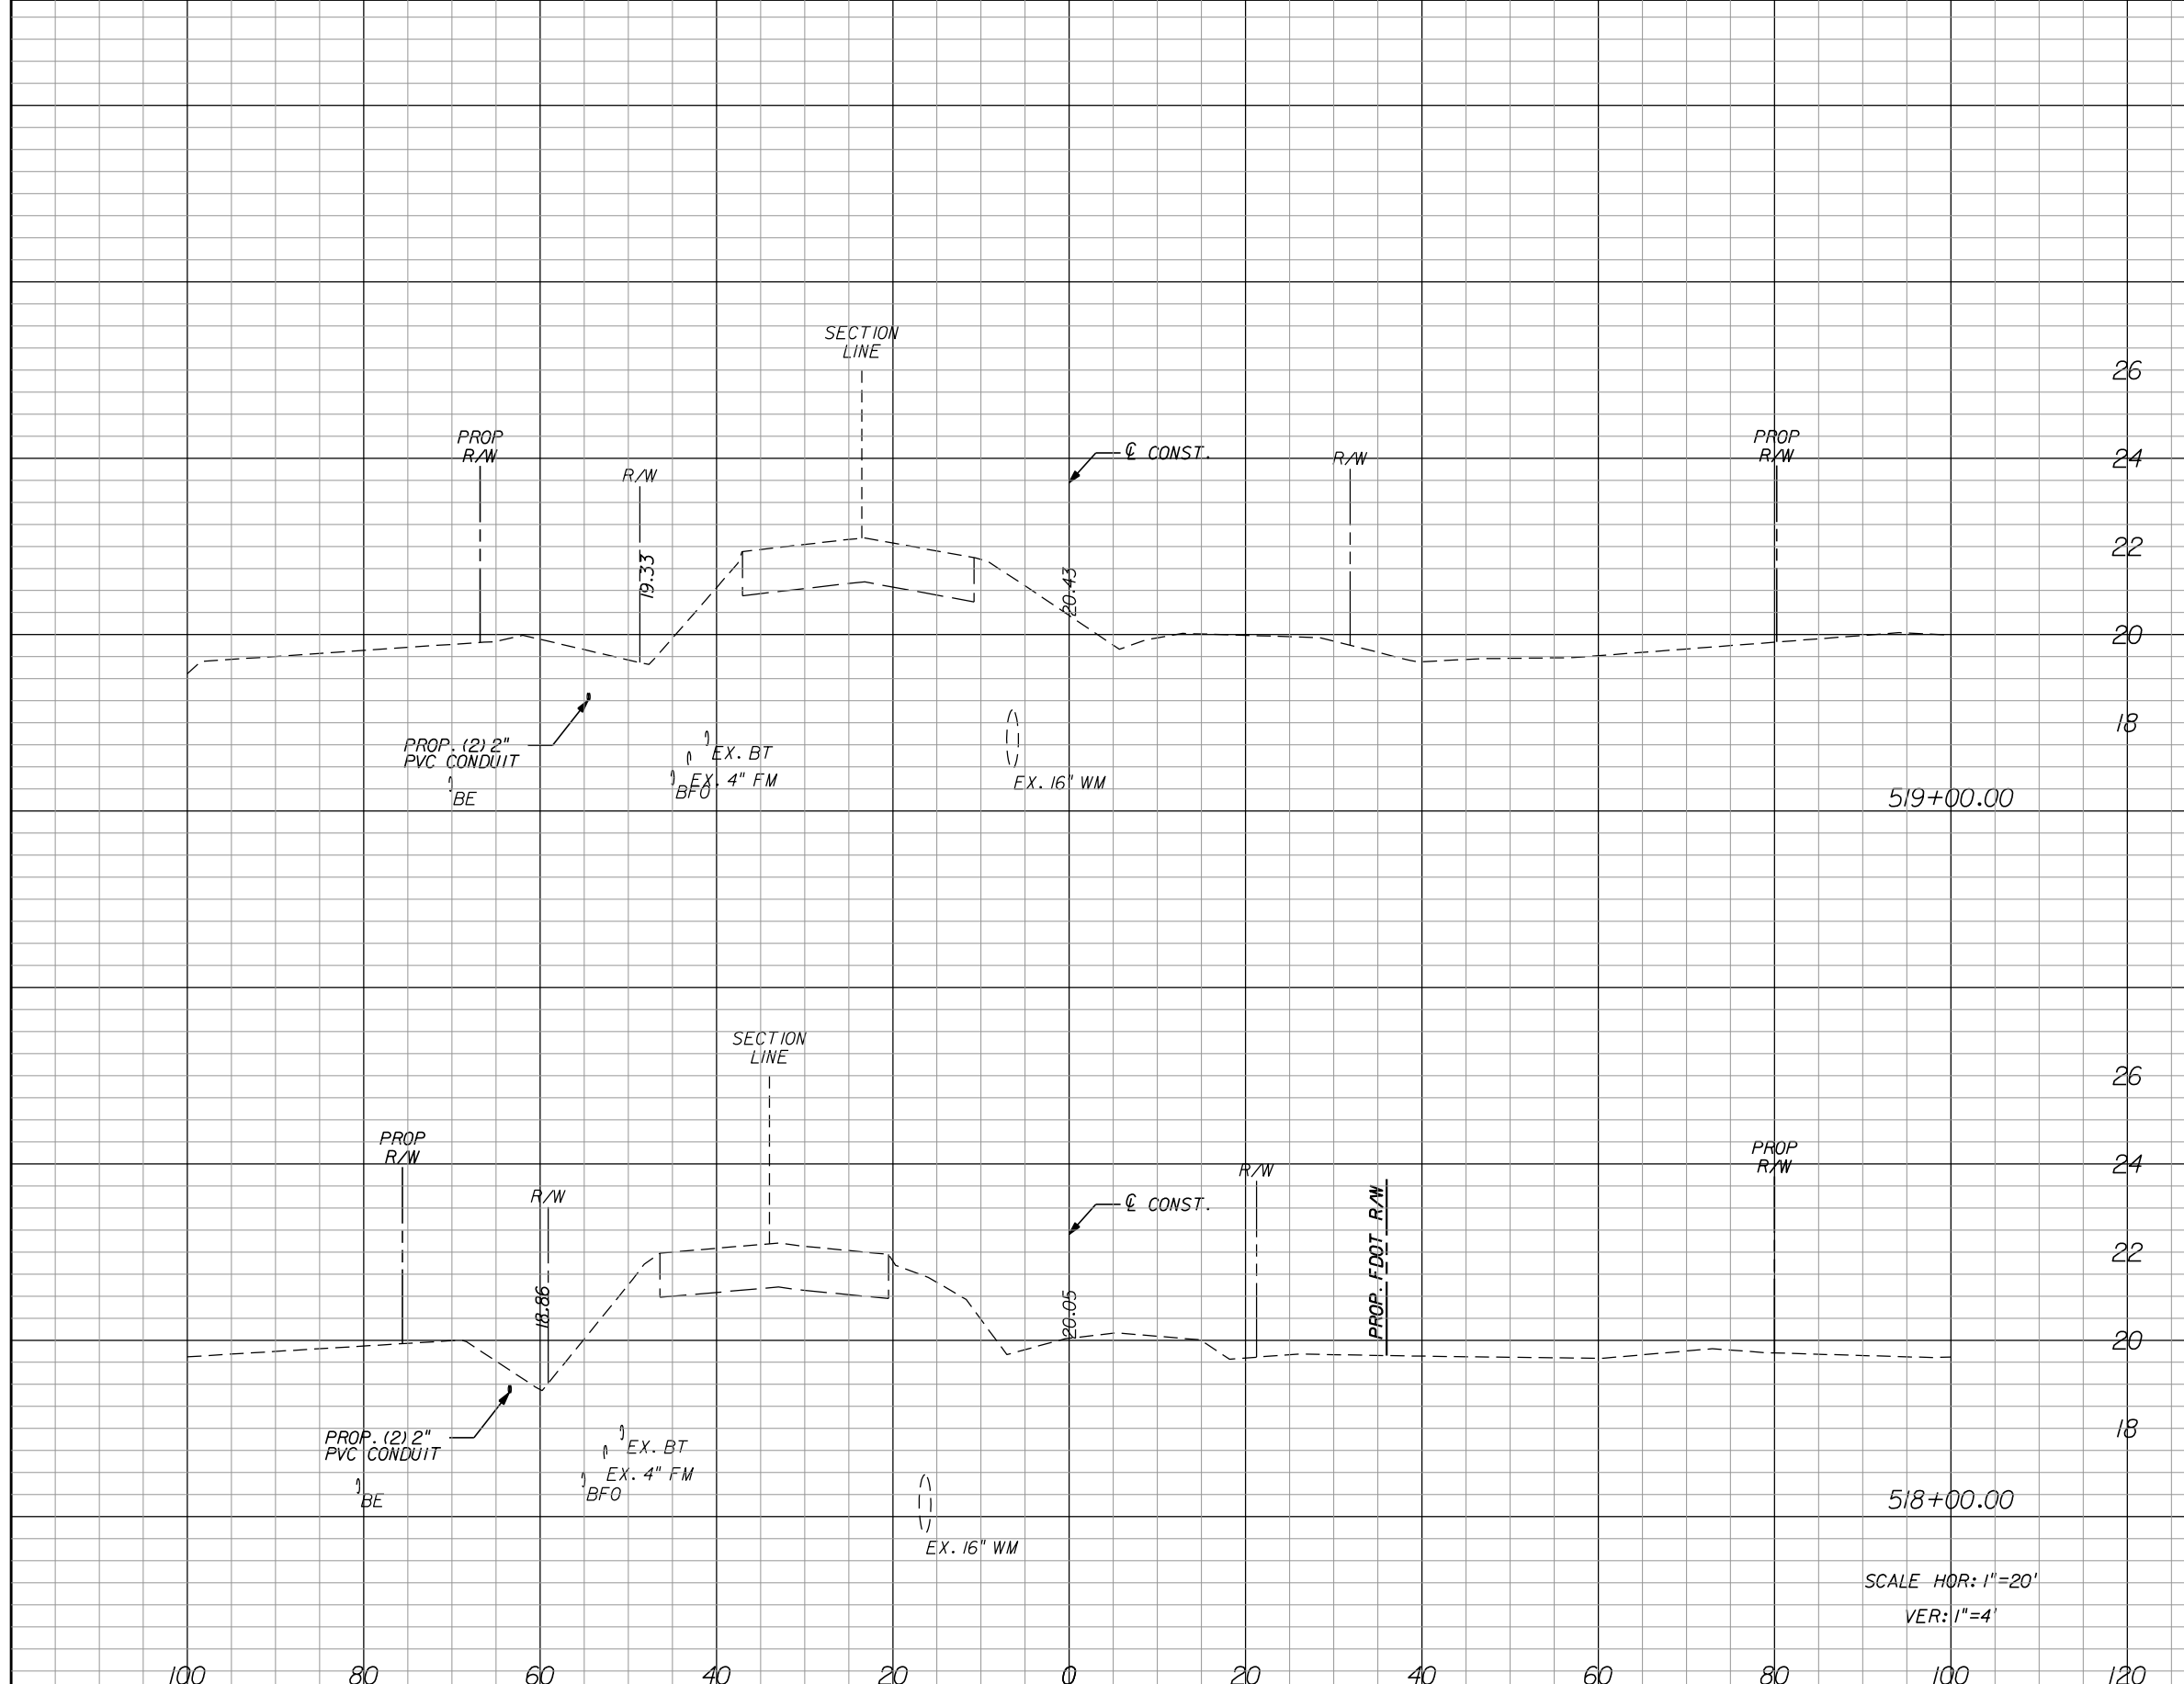 SECTION
LINE
26
PROP
R/W
R/W
℄ CONST.
R/W
PROP
R/W
24
19.33
20.43
22
20
18
PROP. (2) 2"
PVC CONDUIT
EX. BT
EX. 4" FM
BFO
BE
EX. 16" WM
519+00.00
SECTION
LINE
26
PROP
R/W
R/W
℄ CONST.
R/W
PROP. FDOT R/W
PROP
R/W
24
18.86
20.05
22
20
18
PROP. (2) 2"
PVC CONDUIT
EX. BT
EX. 4" FM
BFO
BE
EX. 16" WM
518+00.00
SCALE HOR: 1"=20'
VER: 1"=4'
100 80 60 40 20 0 20 40 60 80 100 120